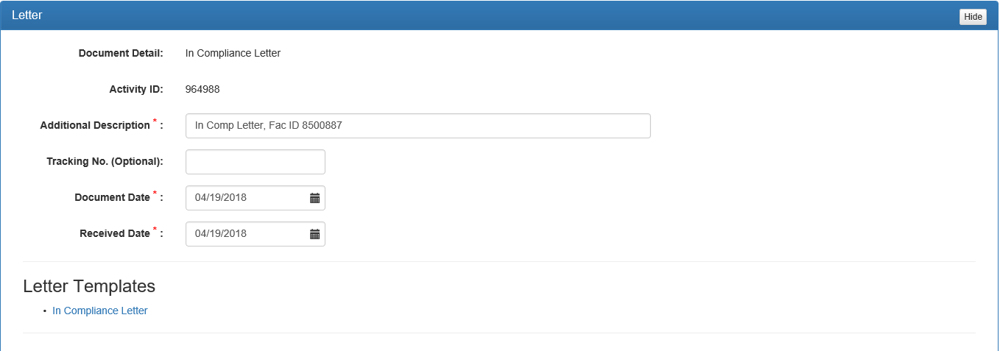 Letter
Hide
Document Detail: In Compliance Letter
Activity ID: 964988
Additional Description * : In Comp Letter, Fac ID 8500887
Tracking No. (Optional):
Document Date * : 04/19/2018
Received Date * : 04/19/2018
Letter Templates
• In Compliance Letter